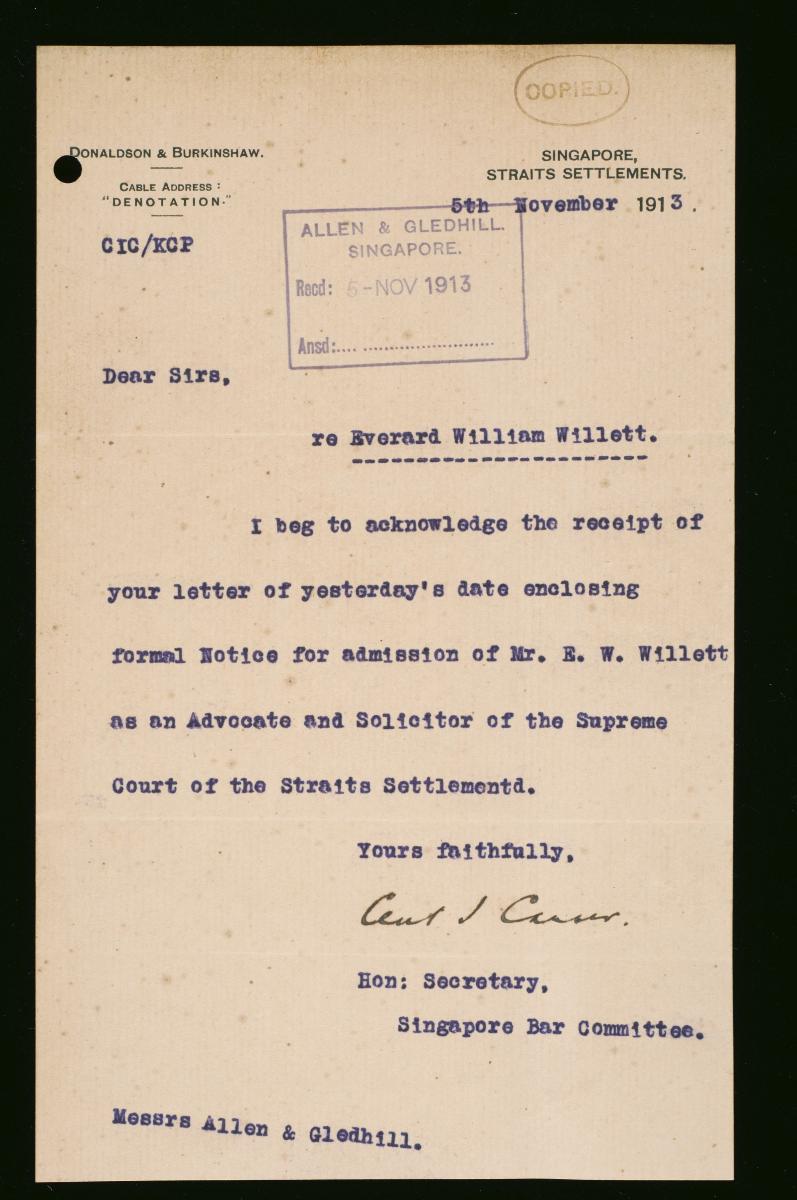 COPIED.
DONALDSON & BURKINSHAW.
CABLE ADDRESS:
"DENOTATION."
SINGAPORE,
STRAITS SETTLEMENTS.
5th November 1913.
CIC/KCP
ALLEN & GLEDHILL.
SINGAPORE.
Recd: 5-NOV 1913
Ansd:.... ........................
Dear Sirs,
re Everard William Willett.
I beg to acknowledge the receipt of
your letter of yesterday's date enclosing
formal Notice for admission of Mr. E. W. Willett
as an Advocate and Solicitor of the Supreme
Court of the Straits Settlementd.
Yours faithfully,
Hon: Secretary,
Singapore Bar Committee.
Messrs Allen & Gledhill.